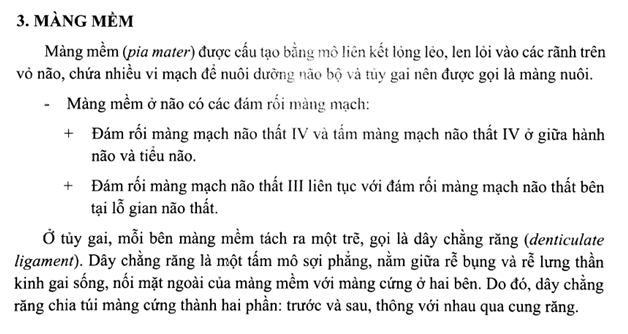 3. MÀNG MỀM
Màng mềm (pia mater) được cấu tạo bằng mô liên kết lỏng lẻo, len lỏi vào các rãnh trên
vỏ não, chứa nhiều vi mạch để nuôi dưỡng não bộ và tủy gai nên được gọi là màng nuôi.
- Màng mềm ở não có các đám rối màng mạch:
+ Đám rối màng mạch não thất IV và tấm màng mạch não thất IV ở giữa hành
não và tiểu não.
+ Đám rối màng mạch não thất III liên tục với đám rối màng mạch não thất bên
tại lỗ gian não thất.
Ở tủy gai, mỗi bên màng mềm tách ra một trẽ, gọi là dây chằng răng (denticulate
ligament). Dây chằng răng là một tấm mô sợi phẳng, nằm giữa rễ bụng và rễ lưng thần
kinh gai sống, nối mặt ngoài của màng mềm với màng cứng ở hai bên. Do đó, dây chằng
răng chia túi màng cứng thành hai phần: trước và sau, thông với nhau qua cung răng.